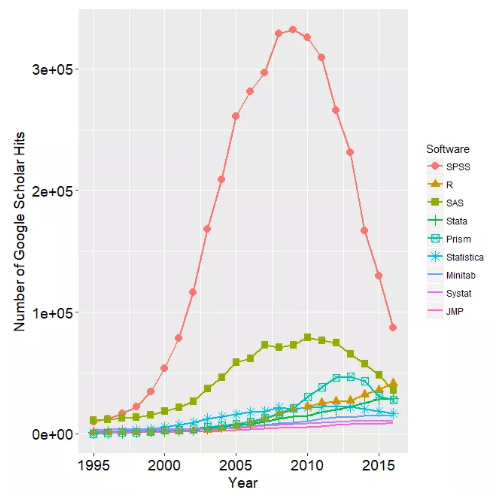 Number of Google Scholar Hits
3e+05
2e+05
1e+05
0e+00
1995
2000
2005
2010
2015
Year
Software
SPSS
R
SAS
Stata
Prism
Statistica
Minitab
Systat
JMP